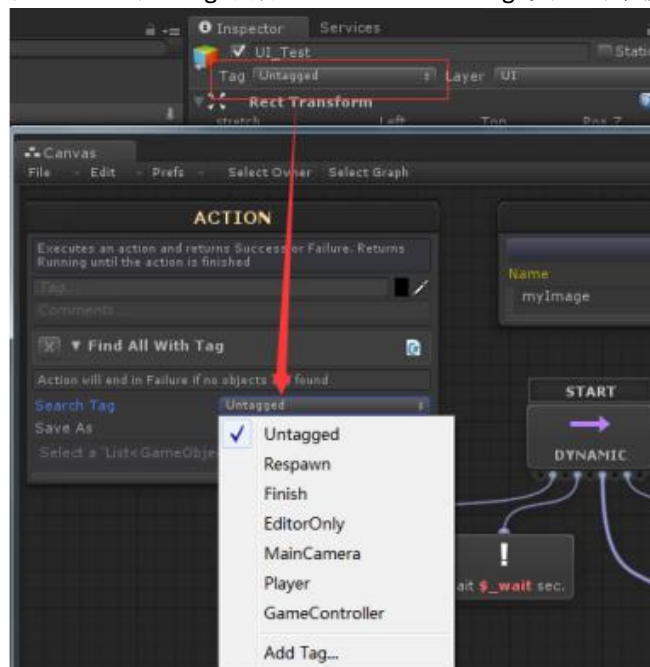 Inspector Services
UI_Test Stati
Tag Untagged Layer UI
Rect Transform
stretch Left Top Pos Z
Canvas
File Edit Prefs Select Owner Select Graph
ACTION
Executes an action and returns Success or Failure. Returns
Running until the action is finished
Tag...
Comments...
Find All With Tag
Action will end in Failure if no objects are found
Search Tag Untagged
Save As
Select a 'List<GameObje
Untagged
Respawn
Finish
EditorOnly
MainCamera
Player
GameController
Add Tag...
Name
myImage
START
DYNAMIC
!
ait $_wait sec.